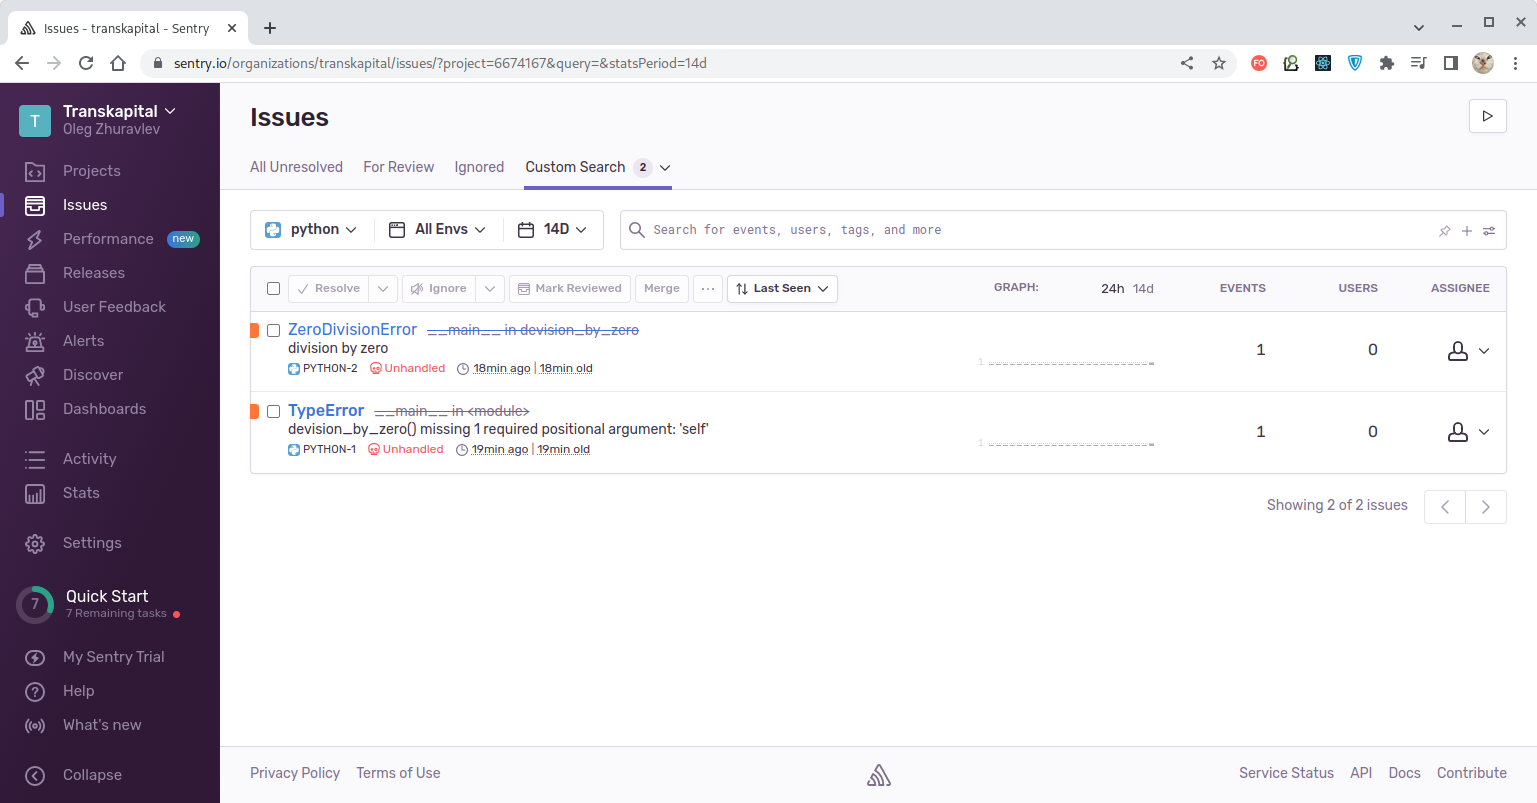 Issues - transkapital - Sentry
sentry.io/organizations/transkapital/issues/?project=6674167&query=&statsPeriod=14d
FO
T
Transkapital
Oleg Zhuravlev
Projects
Issues
Performance new
Releases
User Feedback
Alerts
Discover
Dashboards
Activity
Stats
Settings
7
Quick Start
7 Remaining tasks
My Sentry Trial
Help
What's new
Collapse
Issues
All Unresolved For Review Ignored Custom Search 2
python All Envs 14D Search for events, users, tags, and more
Resolve Ignore Mark Reviewed Merge ... Last Seen GRAPH: 24h 14d EVENTS USERS ASSIGNEE
ZeroDivisionError __main__ in devision_by_zero
division by zero
PYTHON-2 Unhandled 18min ago | 18min old
1
1 0
TypeError __main__ in <module>
devision_by_zero() missing 1 required positional argument: 'self'
PYTHON-1 Unhandled 19min ago | 19min old
1
1 0
Showing 2 of 2 issues
Privacy Policy Terms of Use Service Status API Docs Contribute